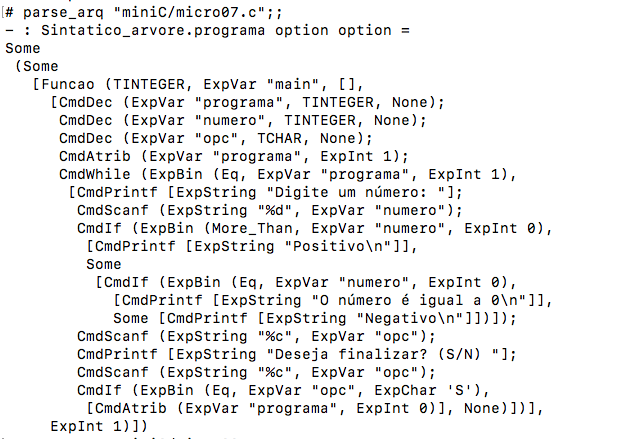 # parse_arq "miniC/micro07.c";;
- : Sintatico_arvore.programa option option =
Some
(Some
[Funcao (TINTEGER, ExpVar "main", [],
[CmdDec (ExpVar "programa", TINTEGER, None);
CmdDec (ExpVar "numero", TINTEGER, None);
CmdDec (ExpVar "opc", TCHAR, None);
CmdAtrib (ExpVar "programa", ExpInt 1);
CmdWhile (ExpBin (Eq, ExpVar "programa", ExpInt 1),
[CmdPrintf [ExpString "Digite um número: "];
CmdScanf (ExpString "%d", ExpVar "numero");
CmdIf (ExpBin (More_Than, ExpVar "numero", ExpInt 0),
[CmdPrintf [ExpString "Positivo\n"]],
Some
[CmdIf (ExpBin (Eq, ExpVar "numero", ExpInt 0),
[CmdPrintf [ExpString "O número é igual a 0\n"]],
Some [CmdPrintf [ExpString "Negativo\n"]])]);
CmdScanf (ExpString "%c", ExpVar "opc");
CmdPrintf [ExpString "Deseja finalizar? (S/N) "];
CmdScanf (ExpString "%c", ExpVar "opc");
CmdIf (ExpBin (Eq, ExpVar "opc", ExpChar 'S'),
[CmdAtrib (ExpVar "programa", ExpInt 0)], None)])],
ExpInt 1)])